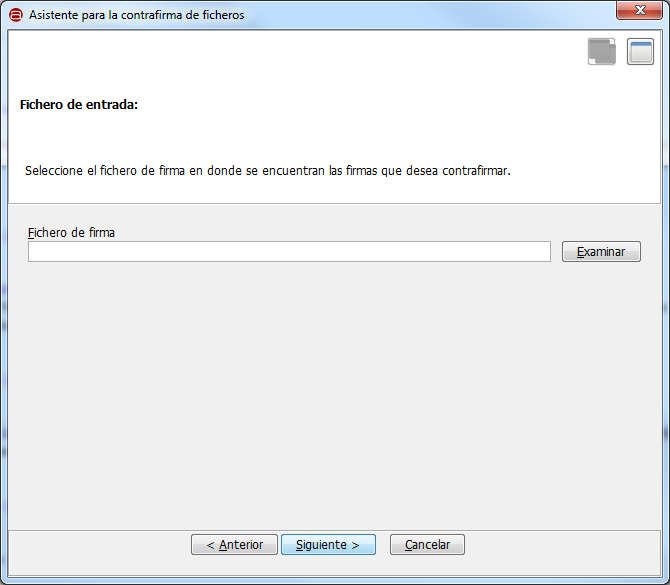 Asistente para la contrafirma de ficheros
Fichero de entrada:
Seleccione el fichero de firma en donde se encuentran las firmas que desea contrafirmar.
Fichero de firma
Examinar
< Anterior
Siguiente >
Cancelar